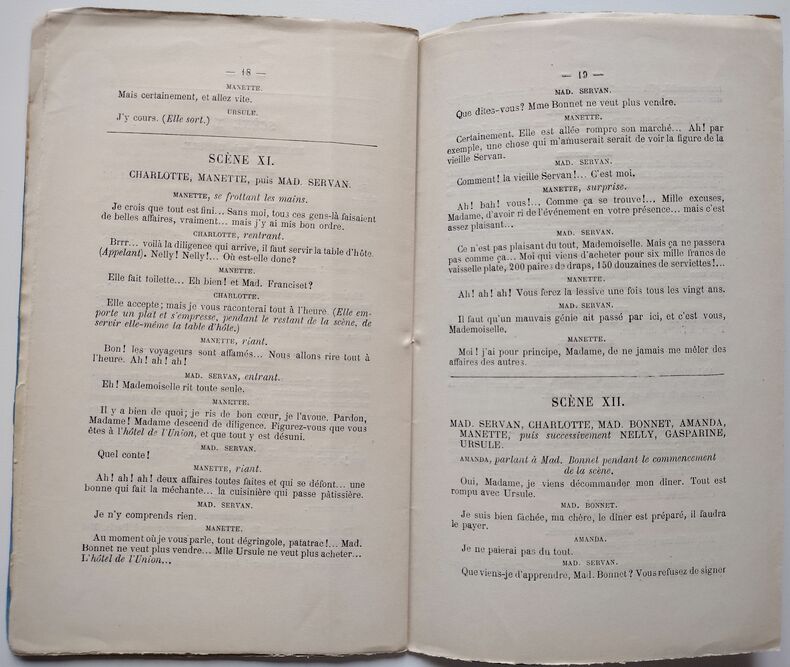 — 18 —
MANETTE.
Mais certainement, et allez vite.
URSULE.
J'y cours. (Elle sort.)
SCÈNE XI.
CHARLOTTE, MANETTE, puis MAD. SERVAN.
MANETTE, se frottant les mains.
Je crois que tout est fini... Sans moi, tous ces gens-là faisaient
de belles affaires, vraiment... mais j'y ai mis bon ordre.
CHARLOTTE, rentrant.
Brrr... voilà la diligence qui arrive, il faut servir la table d'hôte.
(Appelant). Nelly! Nelly!... Où est-elle donc?
MANETTE.
Elle fait toilette... Eh bien! et Mad. Franciset?
CHARLOTTE.
Elle accepte; mais je vous raconterai tout à l'heure. (Elle em-
porte un plat et s'empresse, pendant le restant de la scène, de
servir elle-même la table d'hôte.)
MANETTE, riant.
Bon! les voyageurs sont affamés... Nous allons rire tout à
l'heure. Ah! ah! ah!
MAD. SERVAN, entrant.
Eh! Mademoiselle rit toute seule.
MANETTE.
Il y a bien de quoi; je ris de bon cœur, je l'avoue. Pardon,
Madame! Madame descend de diligence. Figurez-vous que vous
êtes à l'hôtel de l'Union, et que tout y est désuni.
MAD. SERVAN.
Quel conte!
MANETTE, riant.
Ah! ah! ah! deux affaires toutes faites et qui se défont... une
bonne qui fait la méchante... la cuisinière qui passe pâtissière.
MAD. SERVAN.
Je n'y comprends rien.
MANETTE.
Au moment où je vous parle, tout dégringole, patatrac!... Mad.
Bonnet ne veut plus vendre... Mlle Ursule ne veut plus acheter...
L'hôtel de l'Union...
— 19 —
MAD. SERVAN.
Que dites-vous? Mme Bonnet ne veut plus vendre.
MANETTE.
Certainement. Elle est allée rompre son marché... Ah! par
exemple, une chose qui m'amuserait serait de voir la figure de la
vieille Servan.
MAD. SERVAN.
Comment! la vieille Servan!... C'est moi.
MANETTE, surprise.
Ah! bah! vous!... Comme ça se trouve!... Mille excuses,
Madame, d'avoir ri de l'événement en votre présence... mais c'est
assez plaisant...
MAD. SERVAN.
Ce n'est pas plaisant du tout, Mademoiselle. Mais ça ne passera
pas comme ça... Moi qui viens d'acheter pour six mille francs de
vaisselle plate, 200 paires de draps, 150 douzaines de serviettes!...
MANETTE.
Ah! ah! ah! Vous ferez la lessive une fois tous les vingt ans.
MAD. SERVAN.
Il faut qu'un mauvais génie ait passé par ici, et c'est vous,
Mademoiselle.
MANETTE.
Moi! j'ai pour principe, Madame, de ne jamais me mêler des
affaires des autres.
SCÈNE XII.
MAD. SERVAN, CHARLOTTE, MAD. BONNET, AMANDA,
MANETTE, puis successivement NELLY, GASPARINE,
URSULE.
AMANDA, parlant à Mad. Bonnet pendant le commencement
de la scène.
Oui, Madame, je viens décommander mon dîner. Tout est
rompu avec Ursule.
MAD. BONNET.
Je suis bien fâchée, ma chère, le dîner est préparé, il faudra
le payer.
AMANDA.
Je ne paierai pas du tout.
MAD. SERVAN.
Que viens-je d'apprendre, Mad. Bonnet? Vous refusez de signer